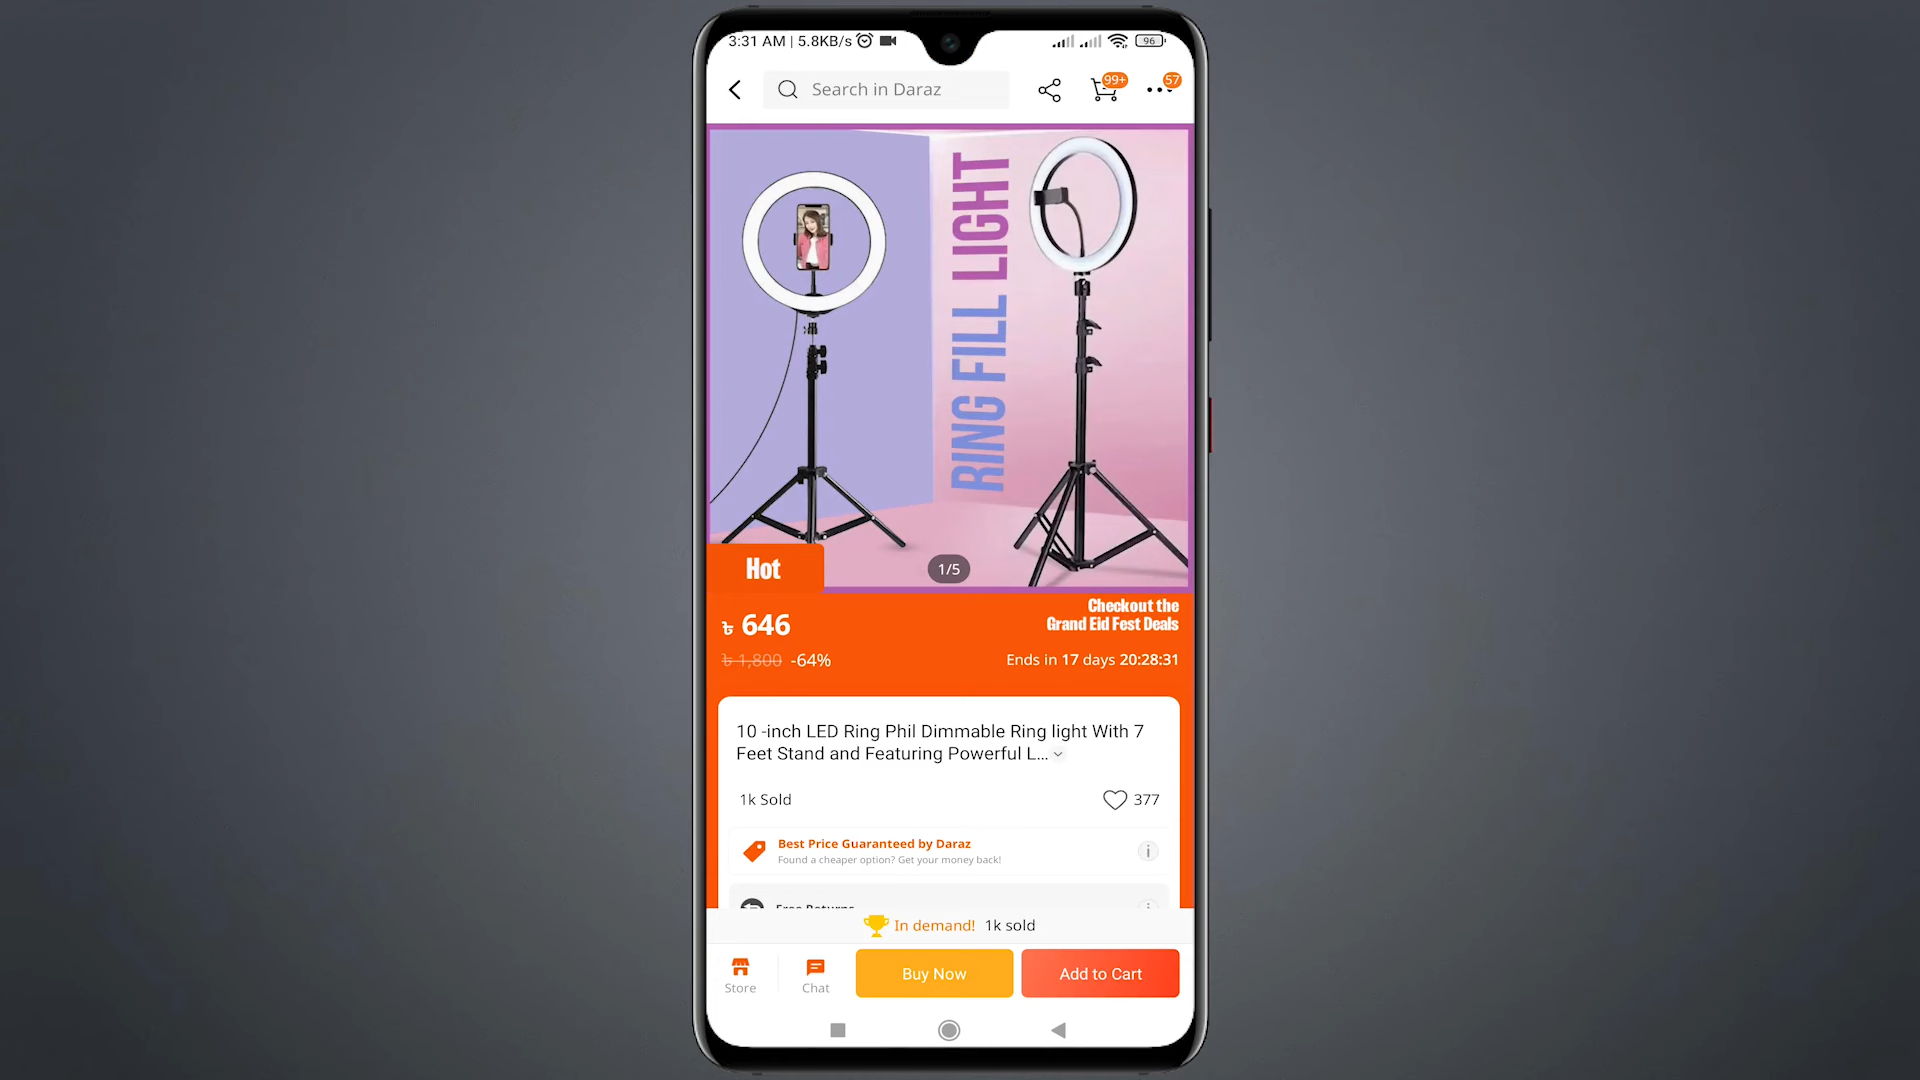 3:31 AM | 5.8KB/s
96
Search in Daraz
99+
57
RING FILL LIGHT
Hot
1/5
৳ 646
Checkout the
Grand Eid Fest Deals
৳ 1,800 -64%
Ends in 17 days 20:28:31
10 -inch LED Ring Phil Dimmable Ring light With 7
Feet Stand and Featuring Powerful L...
1k Sold
377
Best Price Guaranteed by Daraz
Found a cheaper option? Get your money back!
Free Returns
In demand! 1k sold
Store
Chat
Buy Now
Add to Cart